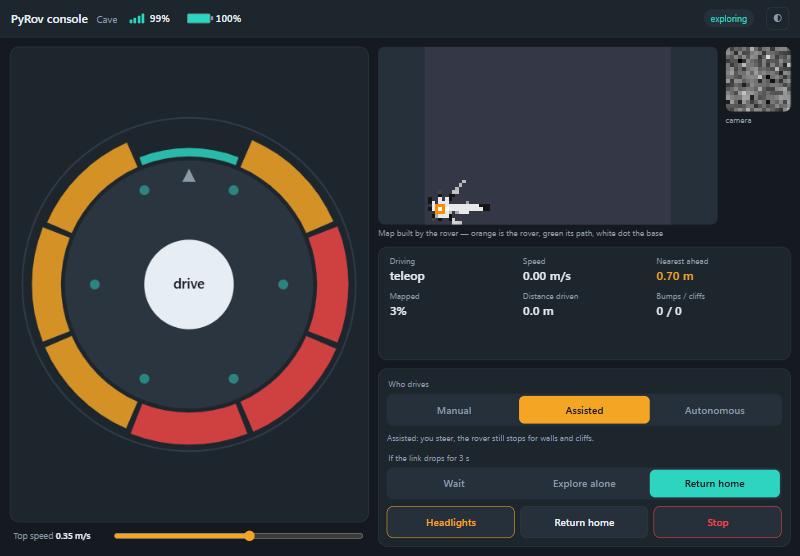 PyRov console Cave 99% 100% exploring
drive
Top speed 0.35 m/s
camera
Map built by the rover — orange is the rover, green its path, white dot the base
Driving Speed Nearest ahead
teleop 0.00 m/s 0.70 m
Mapped Distance driven Bumps / cliffs
3% 0.0 m 0 / 0
Who drives
Manual Assisted Autonomous
Assisted: you steer, the rover still stops for walls and cliffs.
If the link drops for 3 s
Wait Explore alone Return home
Headlights Return home Stop